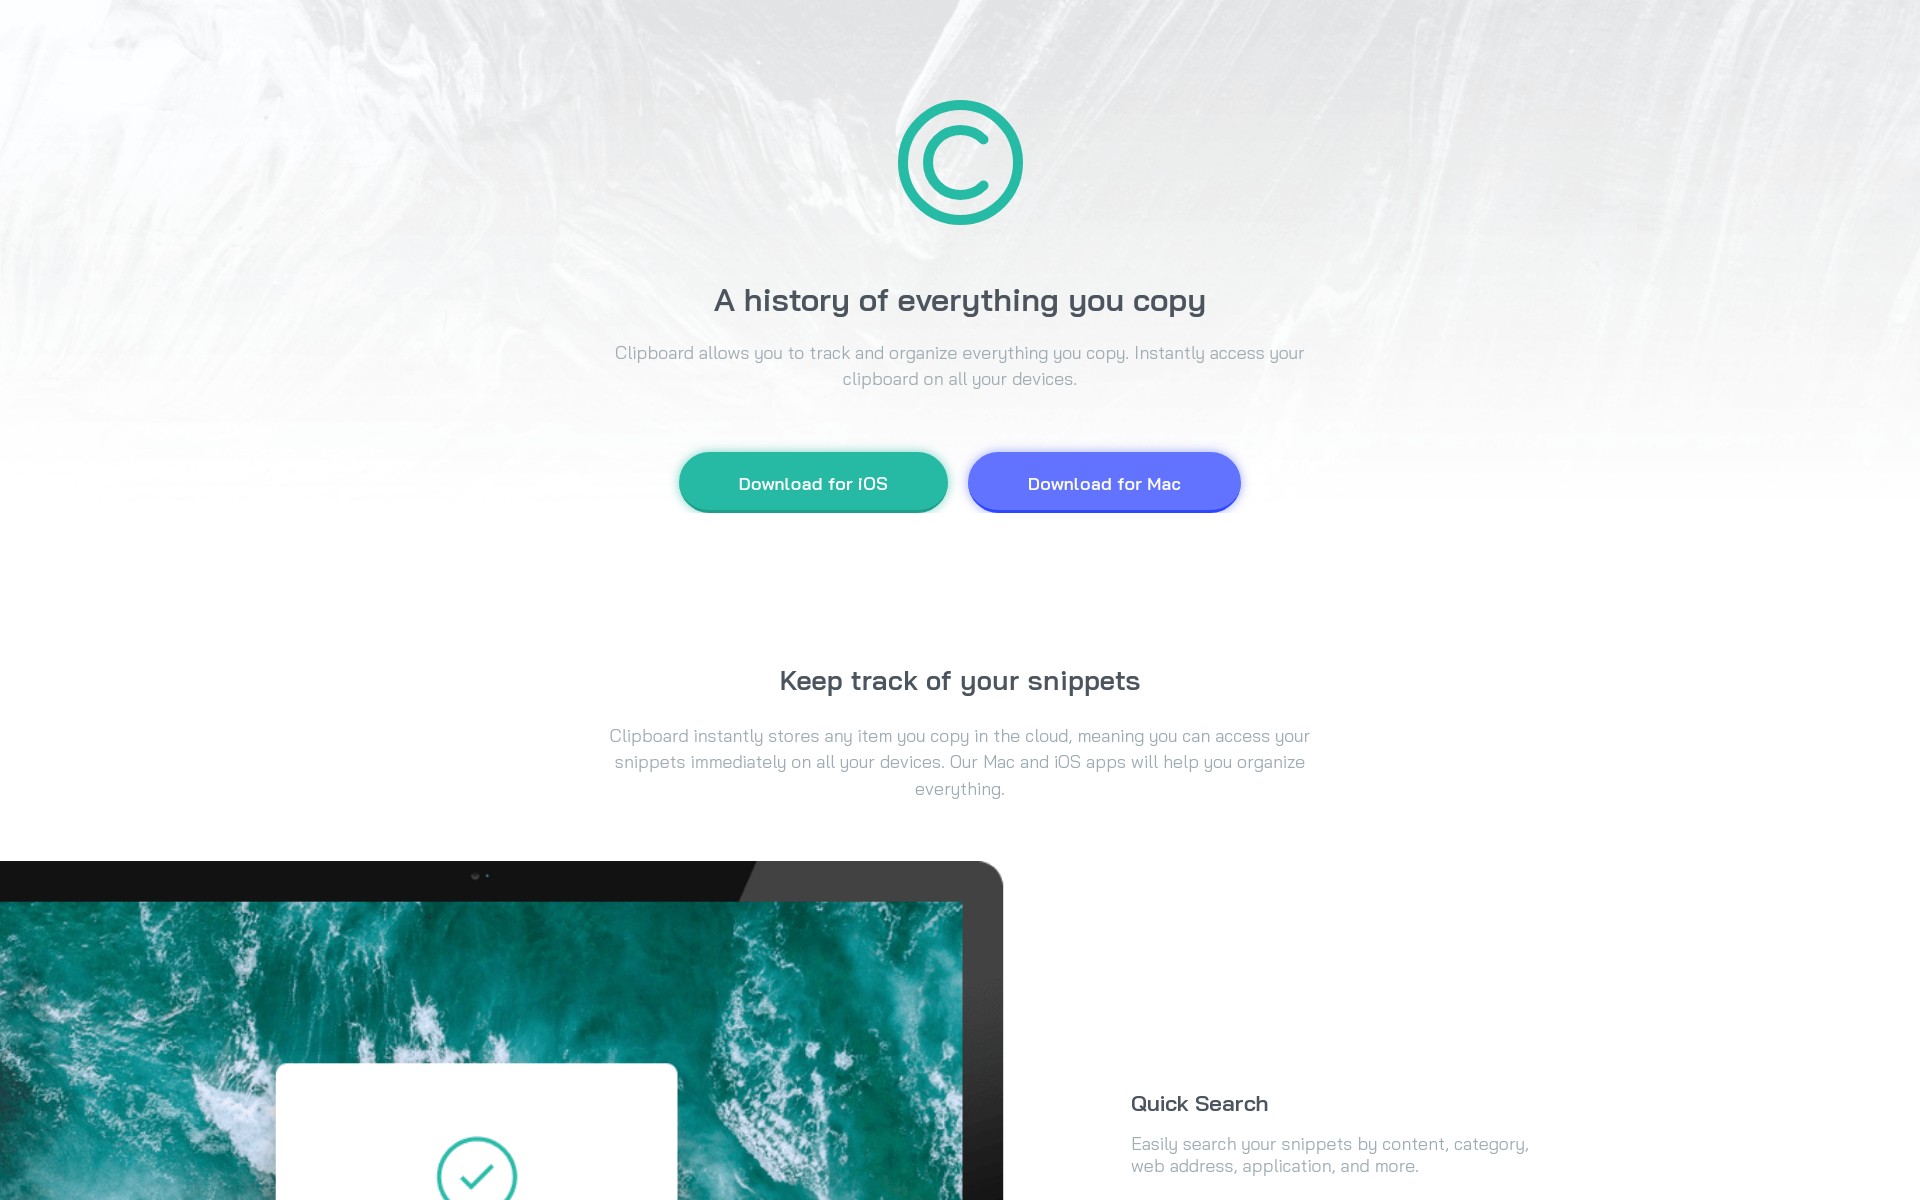 A history of everything you copy
Clipboard allows you to track and organize everything you copy. Instantly access your
clipboard on all your devices.
Download for iOS
Download for Mac
Keep track of your snippets
Clipboard instantly stores any item you copy in the cloud, meaning you can access your
snippets immediately on all your devices. Our Mac and iOS apps will help you organize
everything.
Quick Search
Easily search your snippets by content, category,
web address, application, and more.